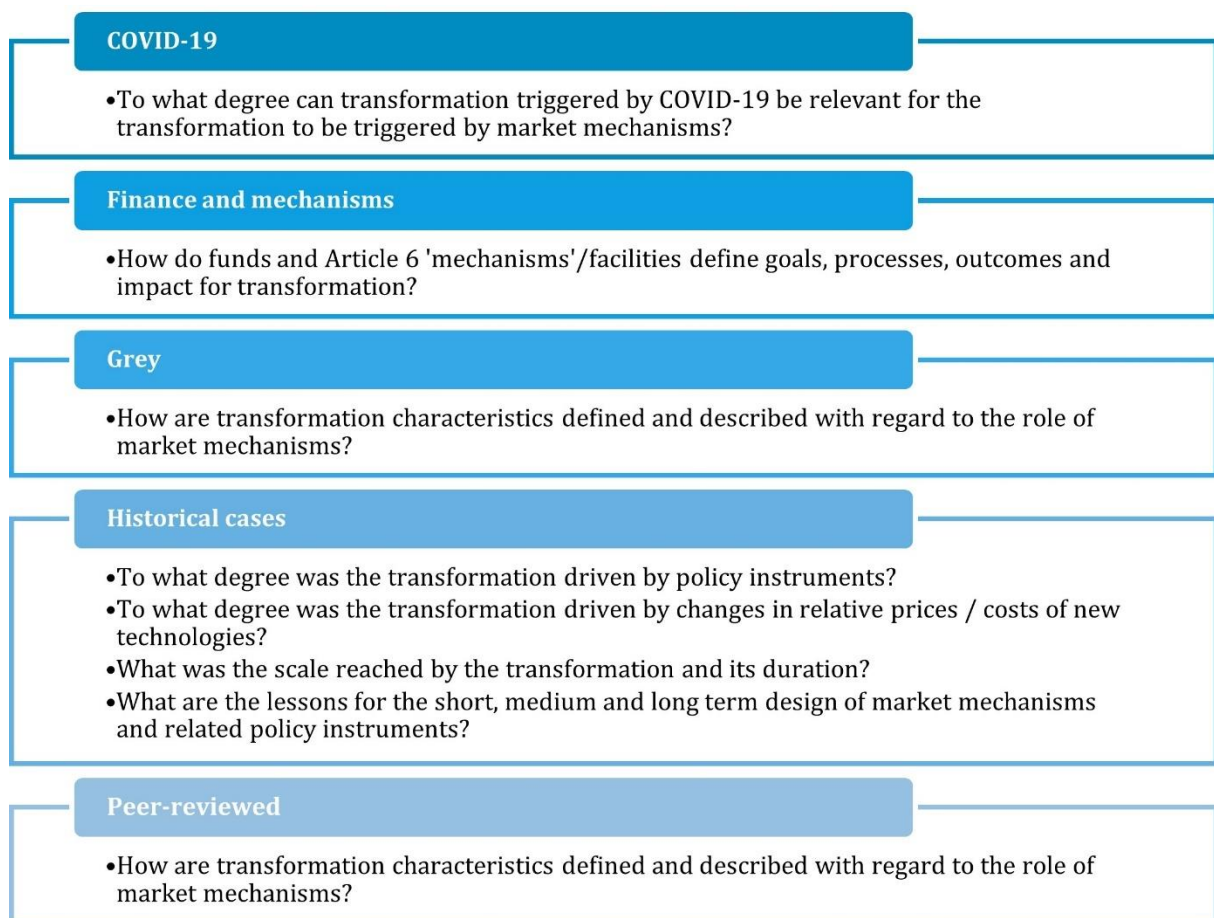 COVID-19
•To what degree can transformation triggered by COVID-19 be relevant for the
transformation to be triggered by market mechanisms?
Finance and mechanisms
•How do funds and Article 6 'mechanisms'/facilities define goals, processes, outcomes and
impact for transformation?
Grey
•How are transformation characteristics defined and described with regard to the role of
market mechanisms?
Historical cases
•To what degree was the transformation driven by policy instruments?
•To what degree was the transformation driven by changes in relative prices / costs of new
technologies?
•What was the scale reached by the transformation and its duration?
•What are the lessons for the short, medium and long term design of market mechanisms
and related policy instruments?
Peer-reviewed
•How are transformation characteristics defined and described with regard to the role of
market mechanisms?